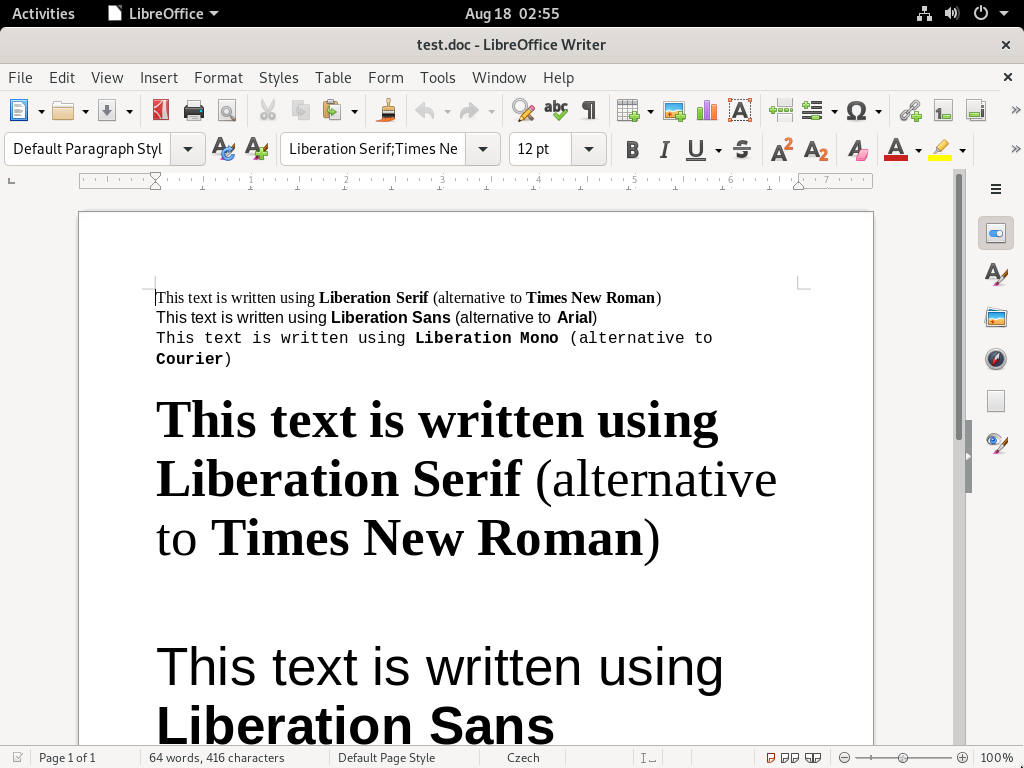 Activities LibreOffice Aug 18 02:55
test.doc - LibreOffice Writer
File Edit View Insert Format Styles Table Form Tools Window Help
Default Paragraph Styl Liberation Serif;Times Ne 12 pt
1 2 3 4 5 6 7
This text is written using Liberation Serif (alternative to Times New Roman)
This text is written using Liberation Sans (alternative to Arial)
This text is written using Liberation Mono (alternative to
Courier)
This text is written using
Liberation Serif (alternative
to Times New Roman)
This text is written using
Liberation Sans
Page 1 of 1 64 words, 416 characters Default Page Style Czech 100%